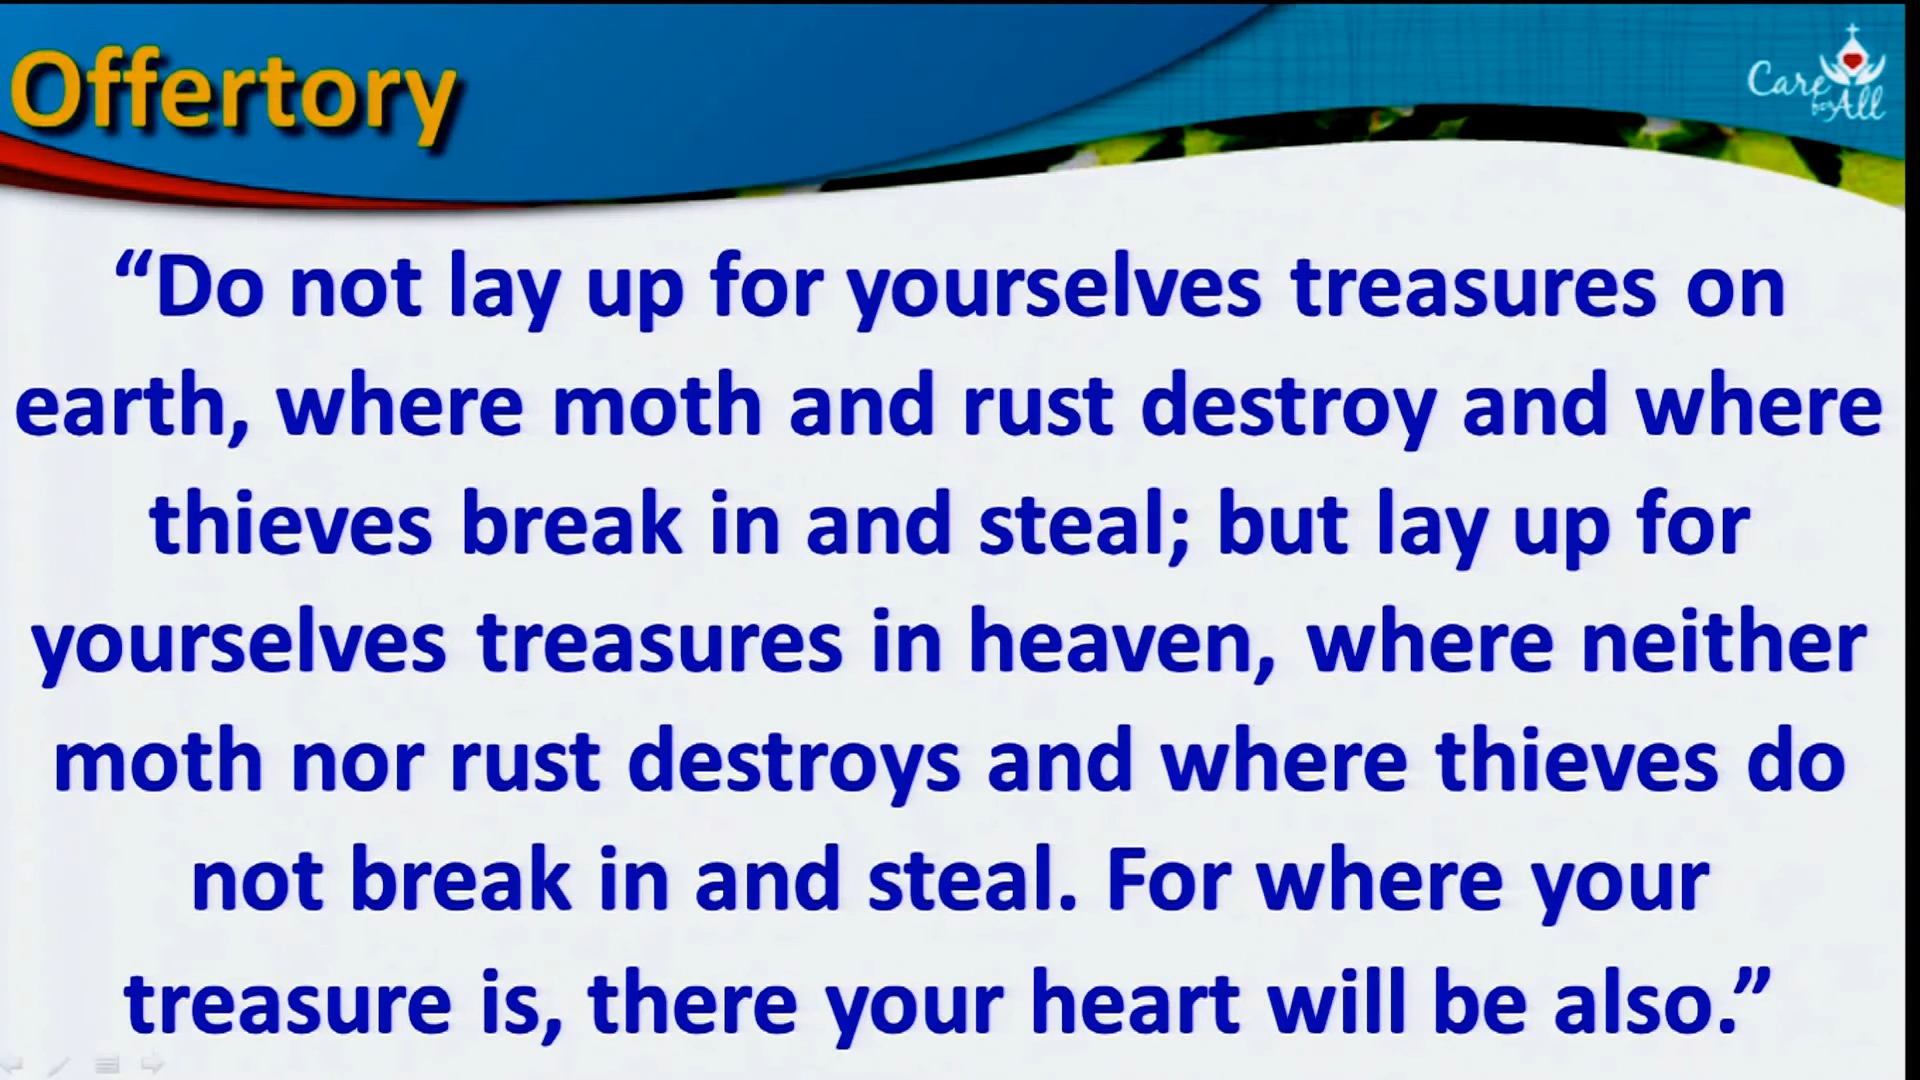 Offertory
Care
for All
“Do not lay up for yourselves treasures on
earth, where moth and rust destroy and where
thieves break in and steal; but lay up for
yourselves treasures in heaven, where neither
moth nor rust destroys and where thieves do
not break in and steal. For where your
treasure is, there your heart will be also.”